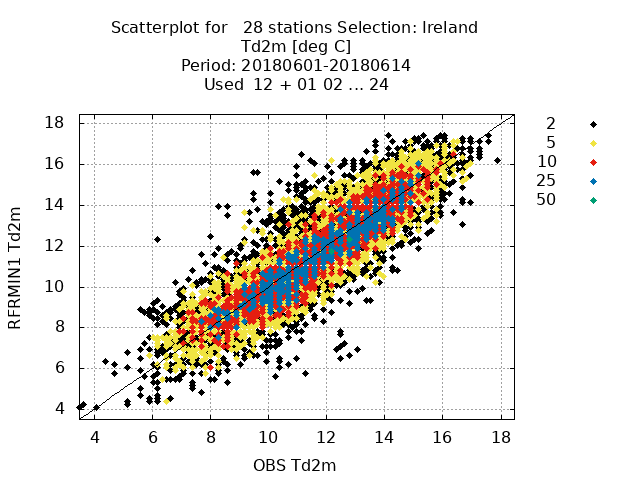 Scatterplot for   28 stations Selection: Ireland
Td2m [deg C]
Period: 20180601-20180614
Used  12 + 01 02 ... 24
2
5
10
25
50
RFRMIN1 Td2m
18
16
14
12
10
8
6
4
4 6 8 10 12 14 16 18
OBS Td2m